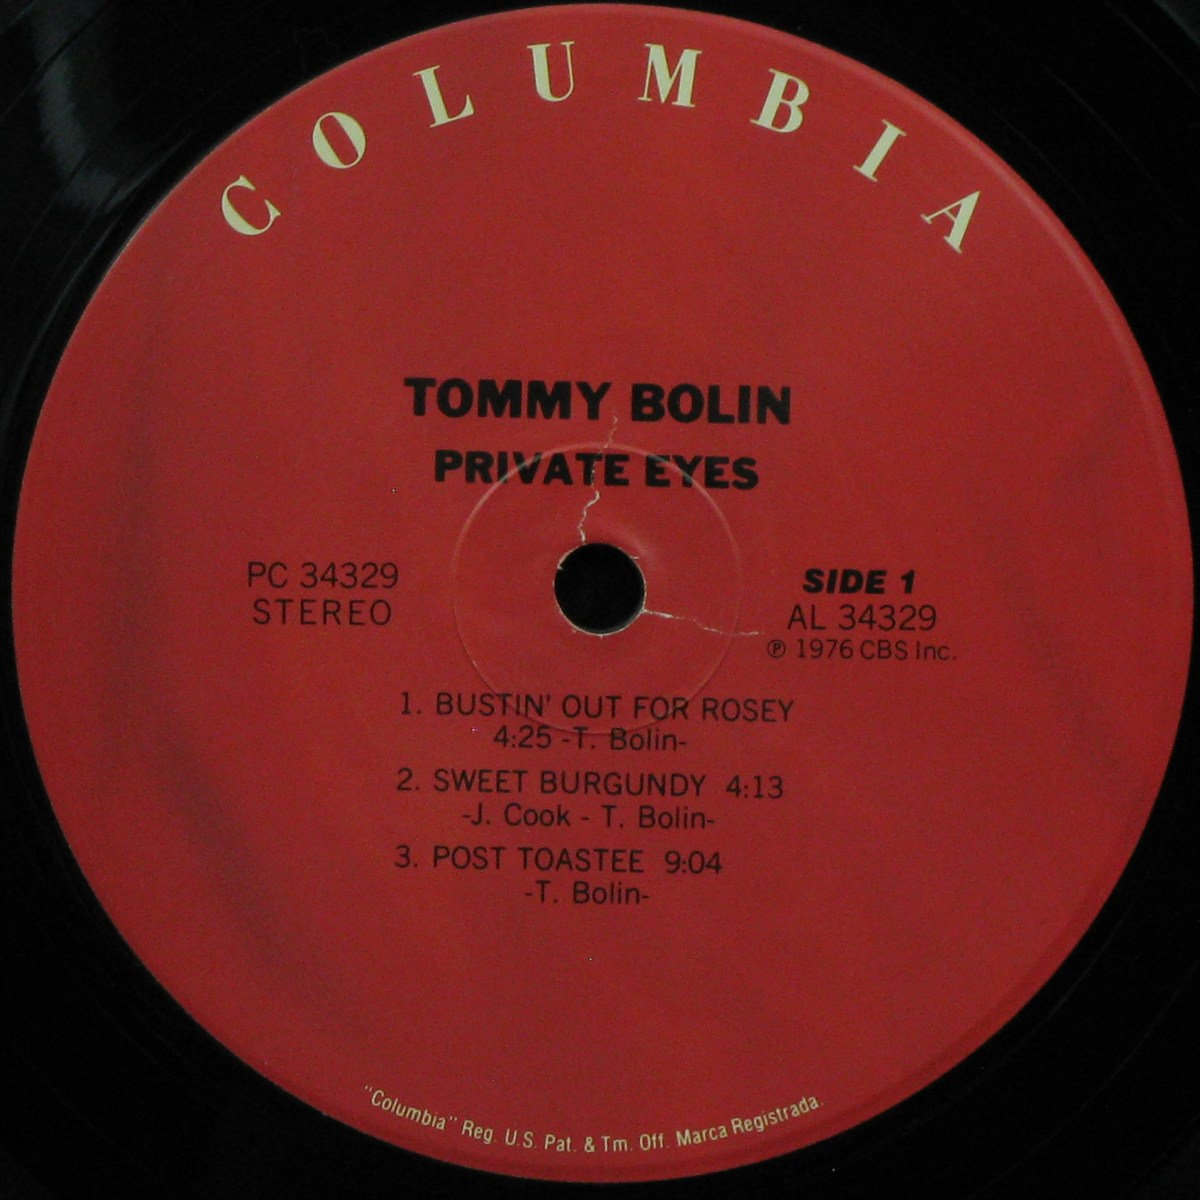 COLUMBIA
TOMMY BOLIN
PRIVATE EYES
PC 34329
STEREO
SIDE 1
AL 34329
℗ 1976 CBS Inc.
1. BUSTIN' OUT FOR ROSEY
4:25 -T. Bolin-
2. SWEET BURGUNDY 4:13
-J. Cook - T. Bolin-
3. POST TOASTEE 9:04
-T. Bolin-
"Columbia" Reg. U.S. Pat. & Tm. Off. Marca Registrada.